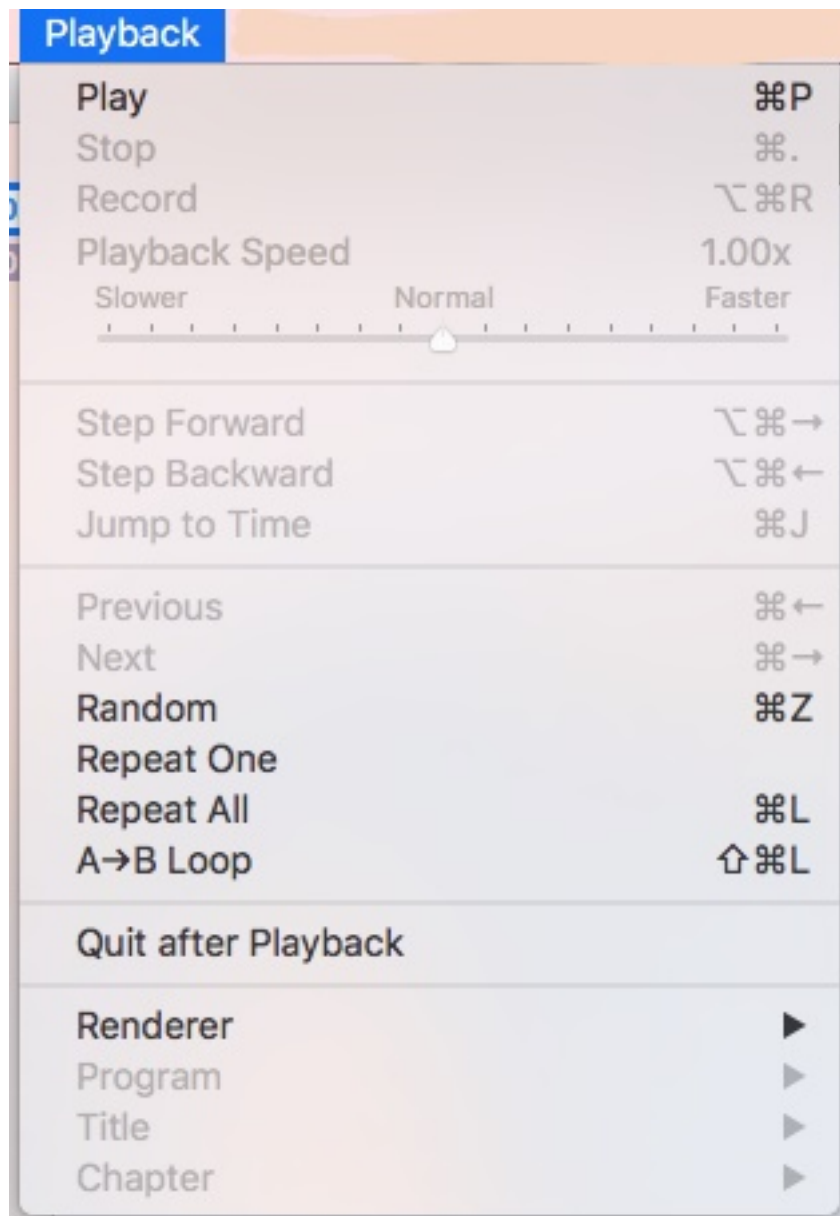 Playback
Play ⌘P
Stop ⌘.
Record ⌥⌘R
Playback Speed 1.00x
Slower Normal Faster
Step Forward ⌥⌘→
Step Backward ⌥⌘←
Jump to Time ⌘J
Previous ⌘←
Next ⌘→
Random ⌘Z
Repeat One
Repeat All ⌘L
A→B Loop ⇧⌘L
Quit after Playback
Renderer ▶
Program ▶
Title ▶
Chapter ▶